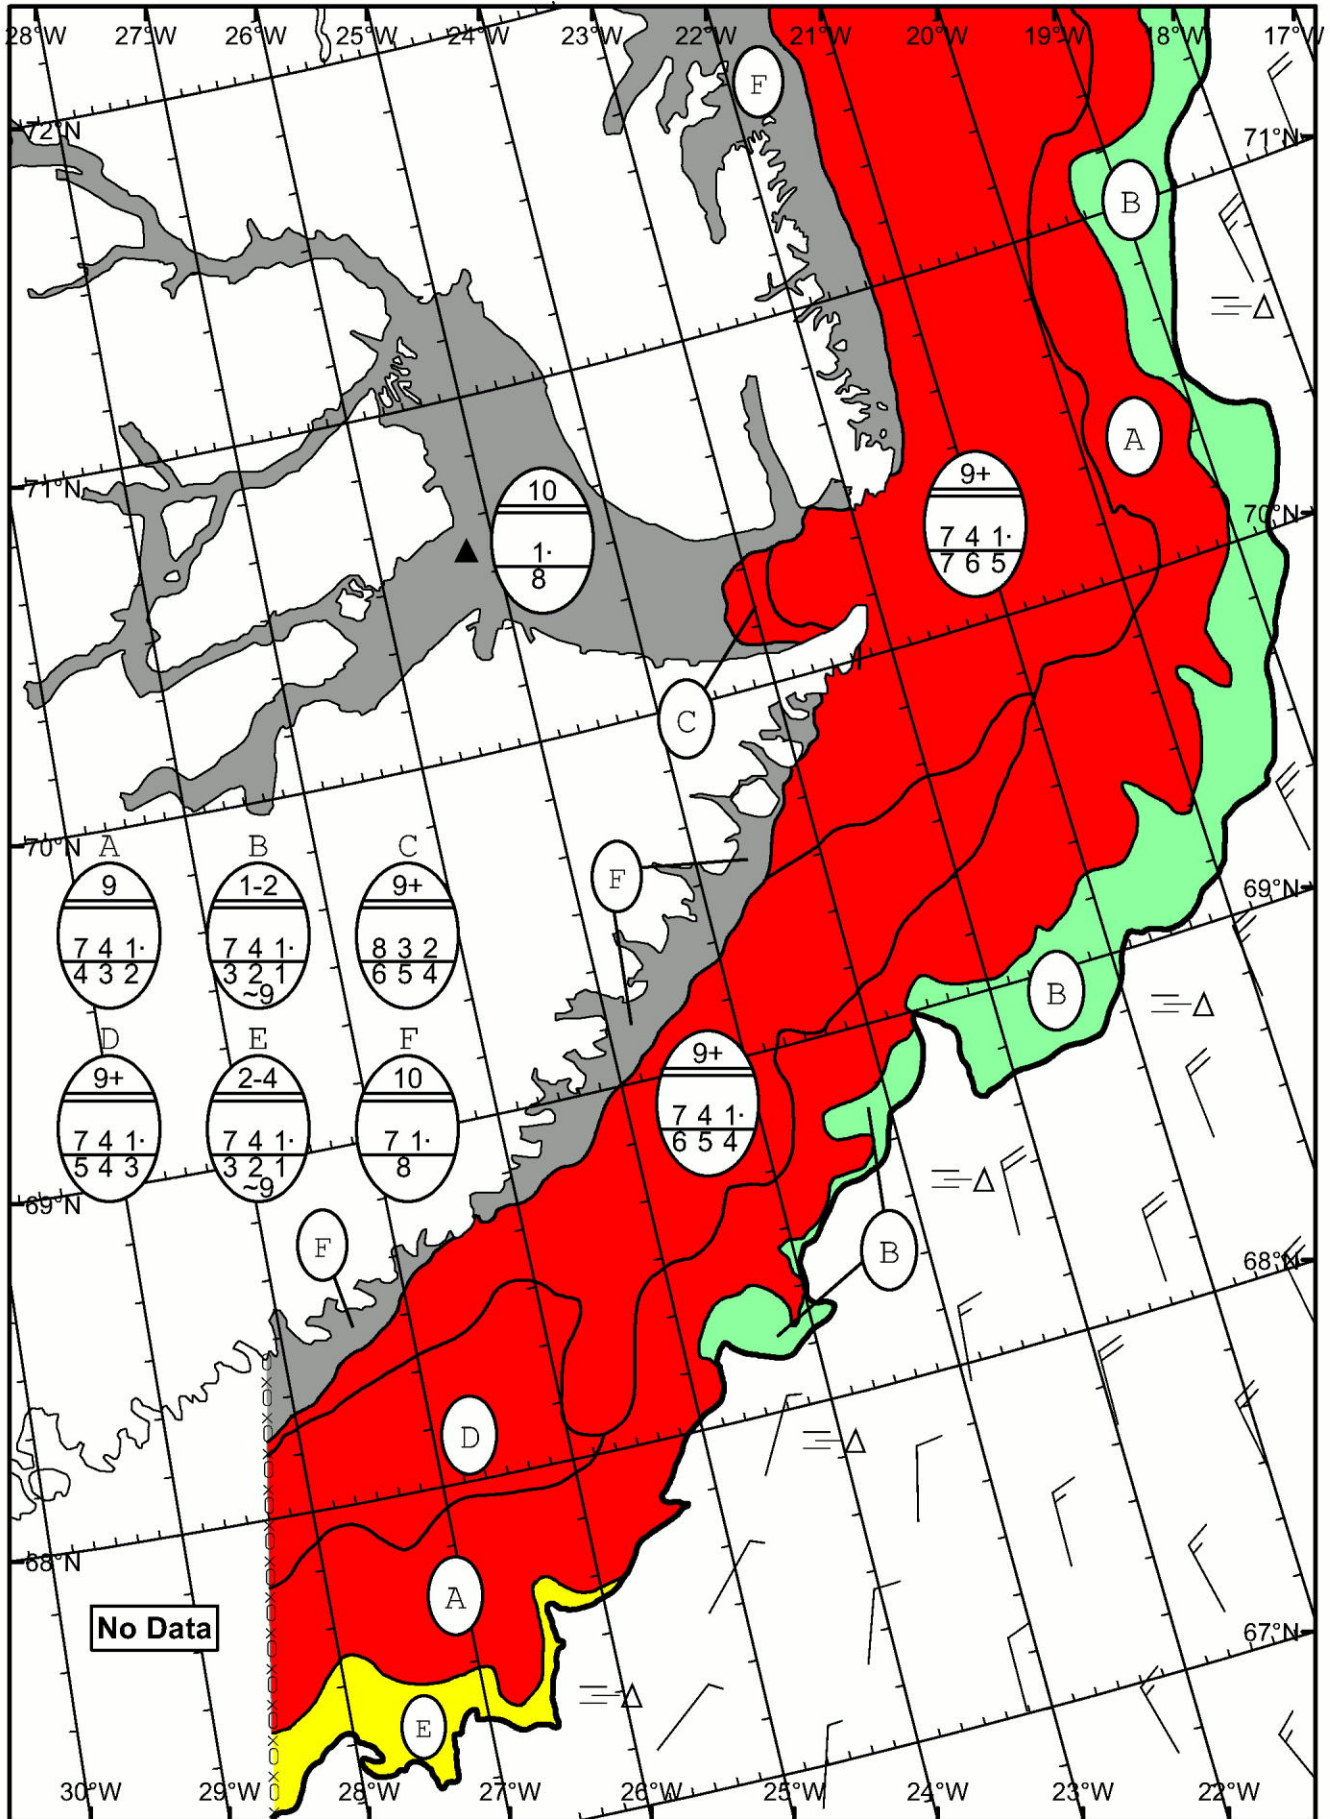 28°W 27°W 26°W 25°W 24°W 23°W 22°W 21°W 20°W 19°W 18°W 17°W
F
72°N
71°N
B
A
71°N
10
1·
8
9+
7 4 1·
7 6 5
70°N
C
70°N
A B C
9 1-2 9+
7 4 1· 7 4 1· 8 3 2
4 3 2 3 2 1 6 5 4
~9
F
69°N
B
D E F
9+ 2-4 10
7 4 1· 7 4 1· 7 1·
5 4 3 3 2 1 8
~9
9+
7 4 1·
6 5 4
69°N
F
B
68°N
D
68°N
A
No Data
67°N
E
30°W 29°W 28°W 27°W 26°W 25°W 24°W 23°W 22°W